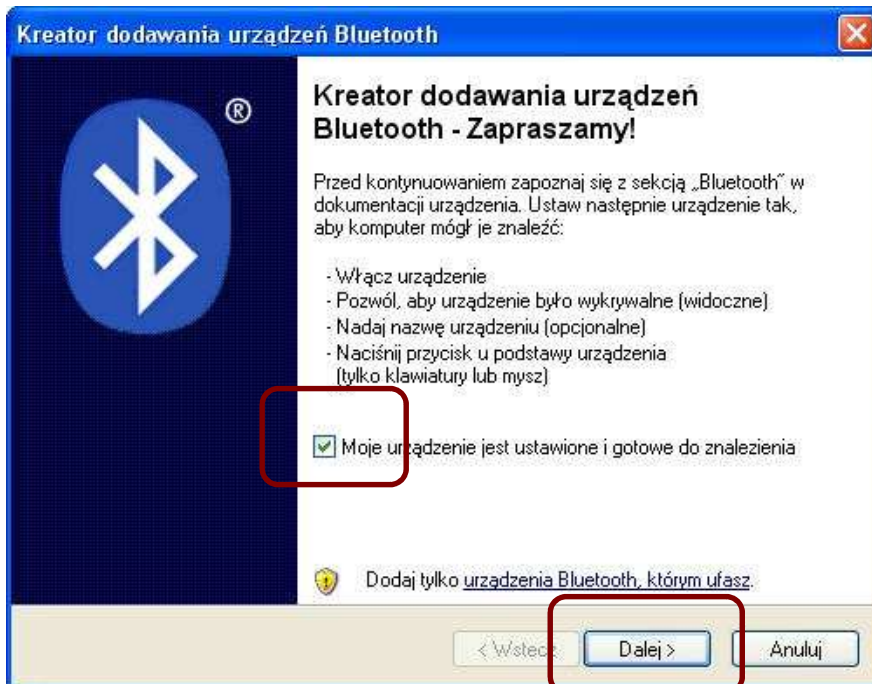 Kreator dodawania urządzeń Bluetooth
®
Kreator dodawania urządzeń
Bluetooth - Zapraszamy!
Przed kontynuowaniem zapoznaj się z sekcją „Bluetooth” w
dokumentacji urządzenia. Ustaw następnie urządzenie tak,
aby komputer mógł je znaleźć:
- Włącz urządzenie
- Pozwól, aby urządzenie było wykrywalne (widoczne)
- Nadaj nazwę urządzeniu (opcjonalne)
- Naciśnij przycisk u podstawy urządzenia
(tylko klawiatury lub mysz)
Moje urządzenie jest ustawione i gotowe do znalezienia
Dodaj tylko urządzenia Bluetooth, którym ufasz.
< Wstecz Dalej > Anuluj